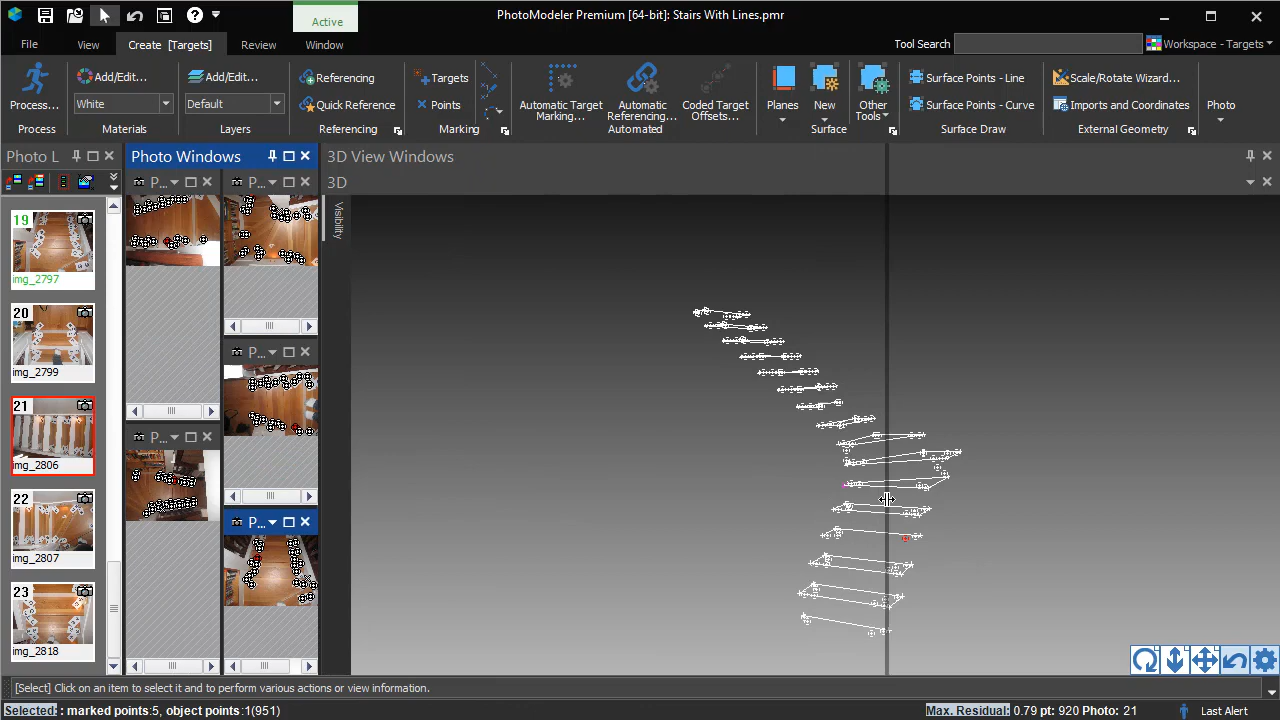 PhotoModeler Premium [64-bit]: Stairs With Lines.pmr
Active
File View Create [Targets] Review Window
Tool Search
Workspace - Targets
Process...
Process
Add/Edit...
White
Materials
Add/Edit...
Default
Layers
Referencing
Quick Reference
Referencing
Targets
Points
Marking
Automatic Target Marking...
Automatic Referencing...
Coded Target Offsets...
Automated
Planes
New
Other Tools
Surface
Surface Points - Line
Surface Points - Curve
Surface Draw
Scale/Rotate Wizard...
Imports and Coordinates
External Geometry
Photo
Photo L
Photo Windows
3D View Windows
P...
P...
3D
Visibility
19
img_2797
20
img_2799
21
img_2806
22
img_2807
23
img_2818
P...
P...
P...
[Select] Click on an item to select it and to perform various actions or view information.
Selected: : marked points:5, object points:1(951)
Max. Residual: 0.79 pt: 920 Photo: 21
Last Alert